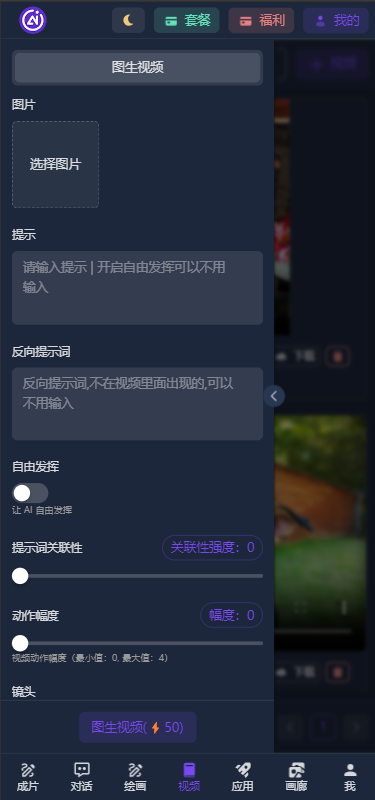 套餐
福利
我的
图生视频
图片
选择图片
提示
请输入提示 | 开启自由发挥可以不用
输入
反向提示词
反向提示词,不在视频里面出现的,可以
不用输入
自由发挥
让 AI 自由发挥
提示词关联性
关联性强度：0
动作幅度
幅度：0
视频动作幅度（最小值：0, 最大值：4）
镜头
图生视频(50)
下载
下载
成片
对话
绘画
视频
应用
画廊
我